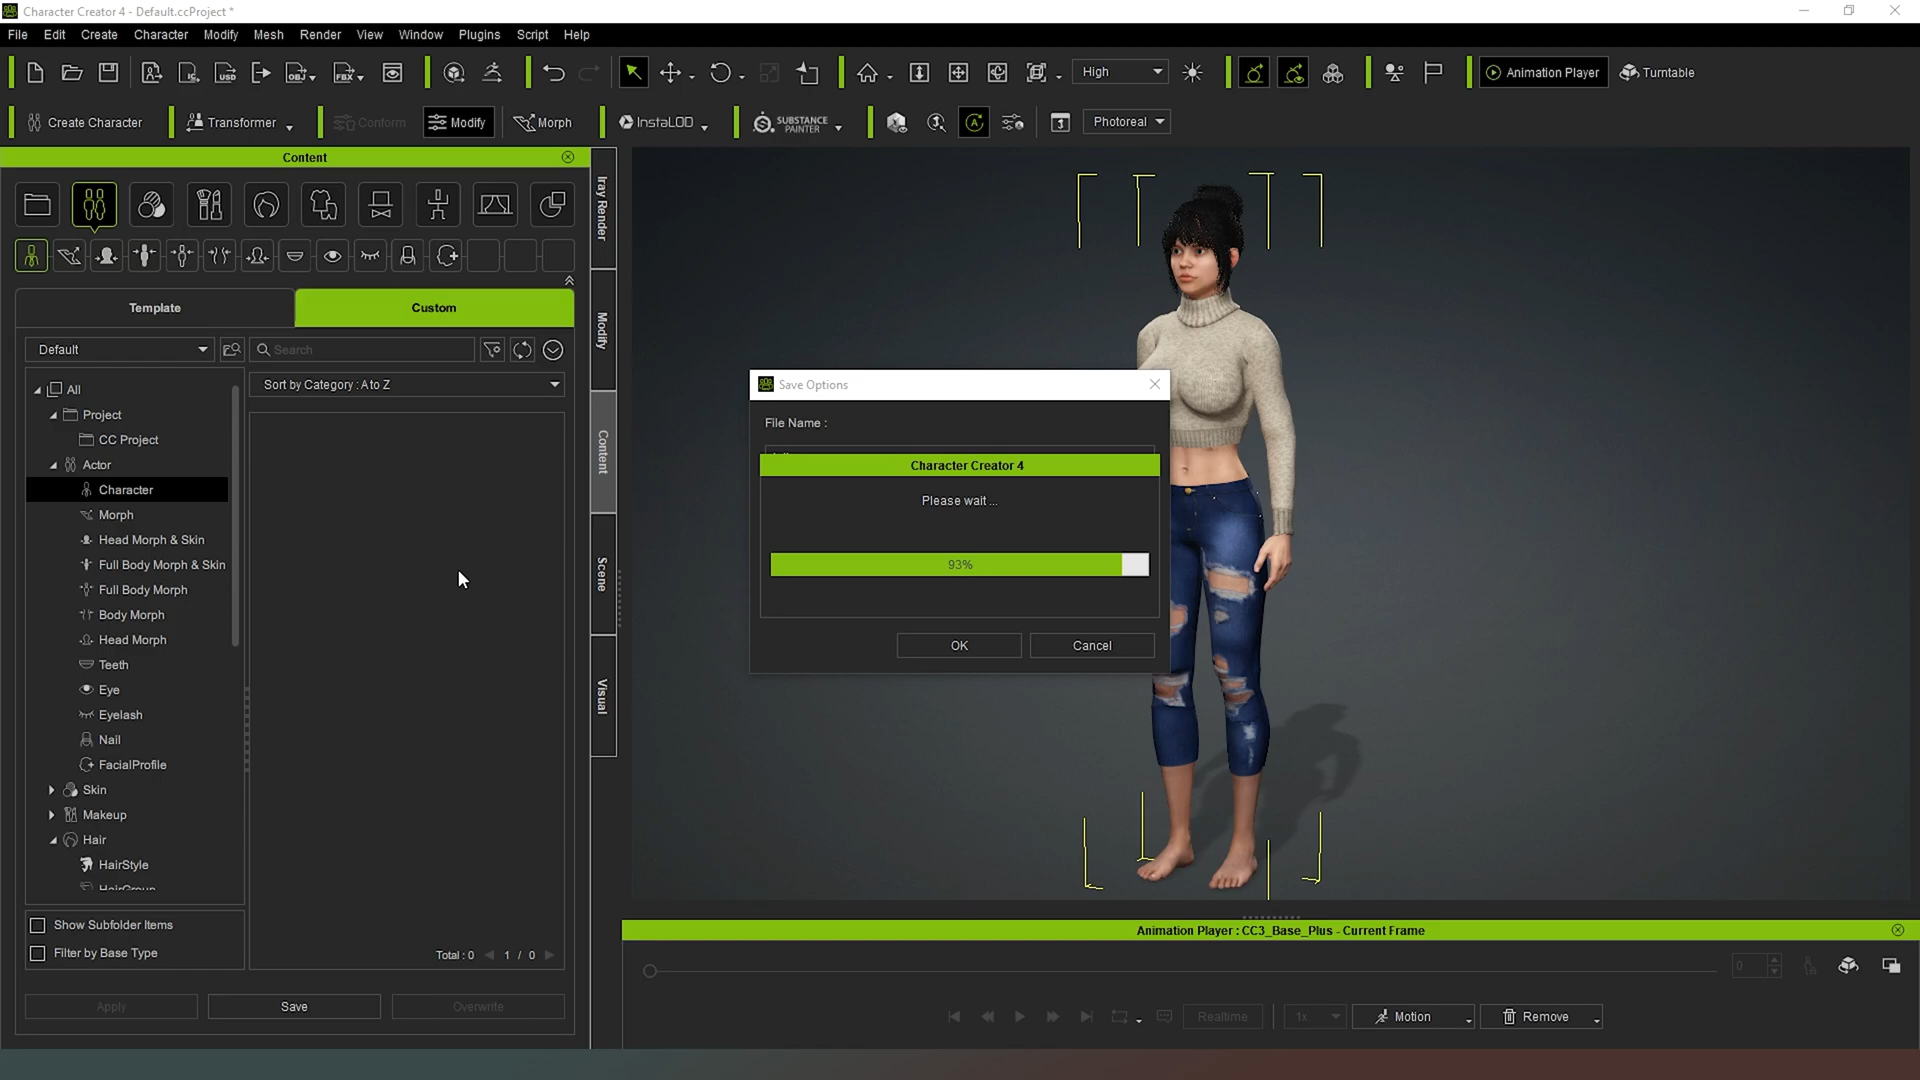 Character Creator 4 - Default.ccProject *
File Edit Create Character Modify Mesh Render View Window Plugins Script Help
High
Animation Player
Turntable
Create Character
Transformer
Conform
Modify
Morph
InstaLOD
SUBSTANCE PAINTER
Photoreal
Content
Iray Render
Modify
Content
Scene
Visual
Template
Custom
Default
Search
Sort by Category : A to Z
All
Project
CC Project
Actor
Character
Morph
Head Morph & Skin
Full Body Morph & Skin
Full Body Morph
Body Morph
Head Morph
Teeth
Eye
Eyelash
Nail
FacialProfile
Skin
Makeup
Hair
HairStyle
HairGroup
Show Subfolder Items
Filter by Base Type
Total : 0 1 / 0
Apply
Save
Overwrite
Save Options
File Name :
Character Creator 4
Please wait ...
93%
OK
Cancel
Animation Player : CC3_Base_Plus - Current Frame
0
Realtime
1x
Motion
Remove